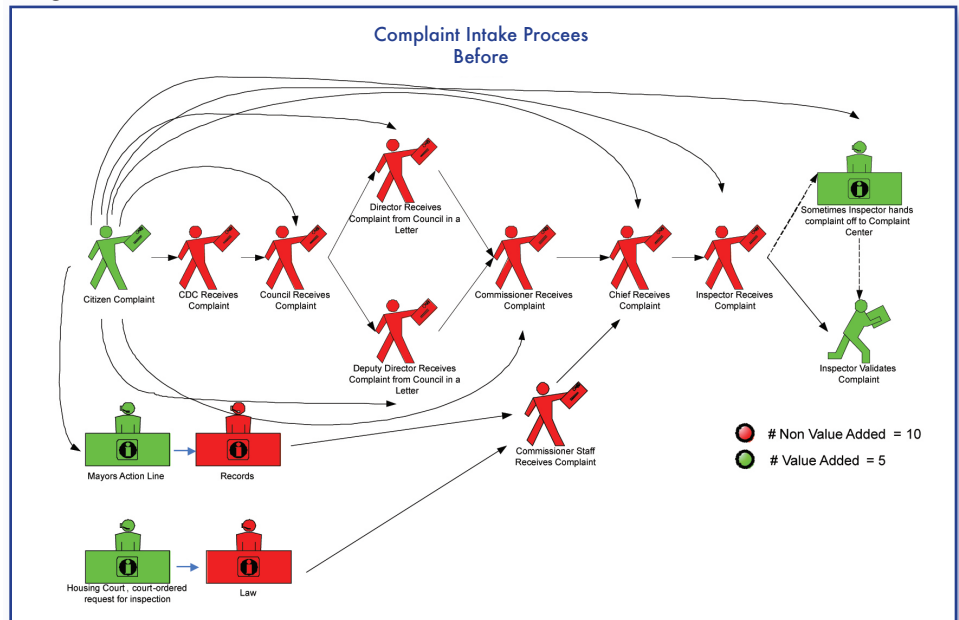 Complaint Intake Procees
Before
Director Receives
Complaint from Council in a
Letter
Sometimes Inspector hands
complaint off to Complaint
Center
Citizen Complaint
CDC Receives
Complaint
Council Receives
Complaint
Commissioner Receives
Complaint
Chief Receives
Complaint
Inspector Receives
Complaint
Deputy Director Receives
Complaint from Council in a
Letter
Inspector Validates
Complaint
Commissioner Staff
Receives Complaint
# Non Value Added = 10
# Value Added = 5
Mayors Action Line
Records
Housing Court , court-ordered
request for inspection
Law